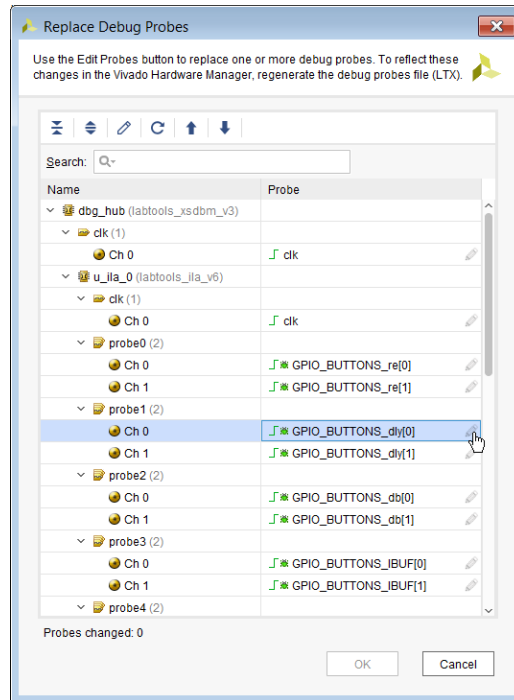 Replace Debug Probes
Use the Edit Probes button to replace one or more debug probes. To reflect these
changes in the Vivado Hardware Manager, regenerate the debug probes file (LTX).
Search:
Name Probe
dbg_hub (labtools_xsdbm_v3)
clk (1)
Ch 0 clk
u_ila_0 (labtools_ila_v6)
clk (1)
Ch 0 clk
probe0 (2)
Ch 0 GPIO_BUTTONS_re[0]
Ch 1 GPIO_BUTTONS_re[1]
probe1 (2)
Ch 0 GPIO_BUTTONS_dly[0]
Ch 1 GPIO_BUTTONS_dly[1]
probe2 (2)
Ch 0 GPIO_BUTTONS_db[0]
Ch 1 GPIO_BUTTONS_db[1]
probe3 (2)
Ch 0 GPIO_BUTTONS_IBUF[0]
Ch 1 GPIO_BUTTONS_IBUF[1]
probe4 (2)
Probes changed: 0
OK Cancel